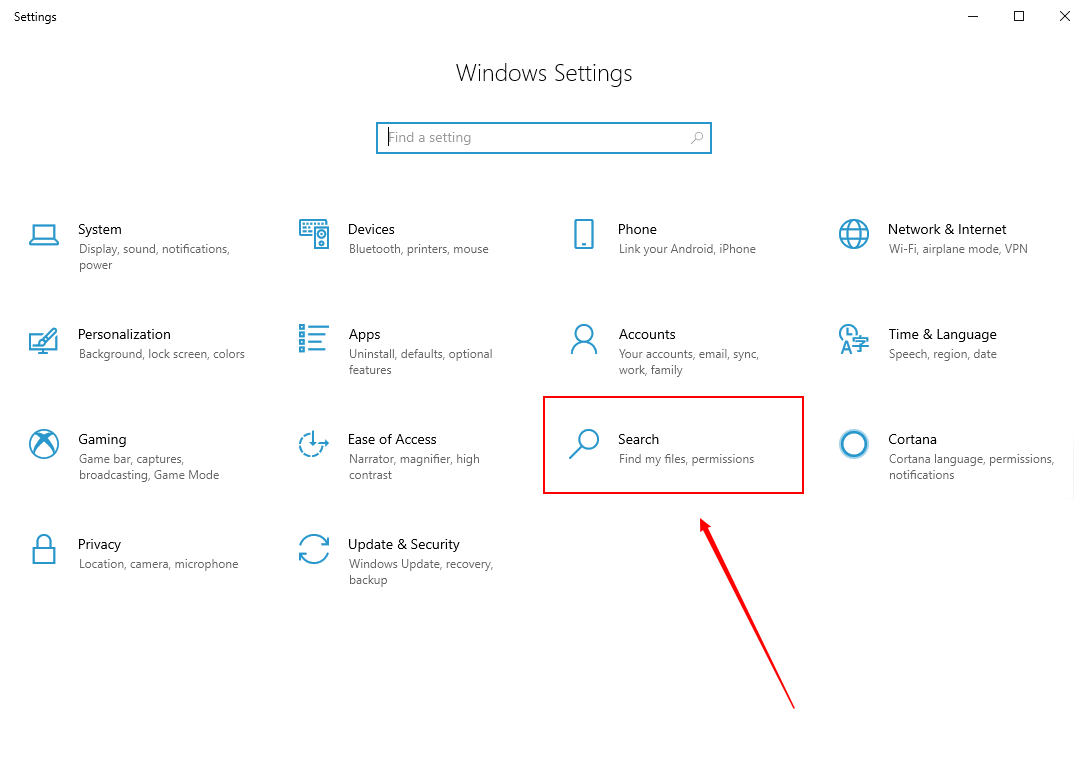 Settings
Windows Settings
Find a setting
System
Display, sound, notifications,
power
Devices
Bluetooth, printers, mouse
Phone
Link your Android, iPhone
Network & Internet
Wi-Fi, airplane mode, VPN
Personalization
Background, lock screen, colors
Apps
Uninstall, defaults, optional
features
Accounts
Your accounts, email, sync,
work, family
Time & Language
Speech, region, date
Gaming
Game bar, captures,
broadcasting, Game Mode
Ease of Access
Narrator, magnifier, high
contrast
Search
Find my files, permissions
Cortana
Cortana language, permissions,
notifications
Privacy
Location, camera, microphone
Update & Security
Windows Update, recovery,
backup